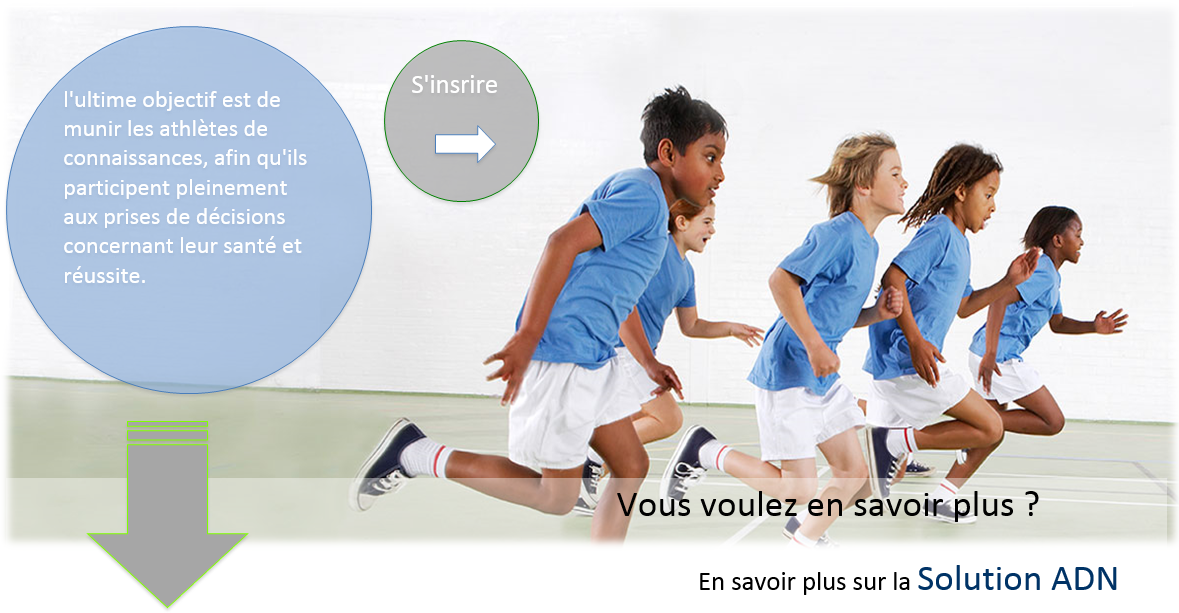 l'ultime objectif est de
munir les athlètes de
connaissances, afin qu'ils
participent pleinement
aux prises de décisions
concernant leur santé et
réussite.
S'insrire
Vous voulez en savoir plus ?
En savoir plus sur la Solution ADN